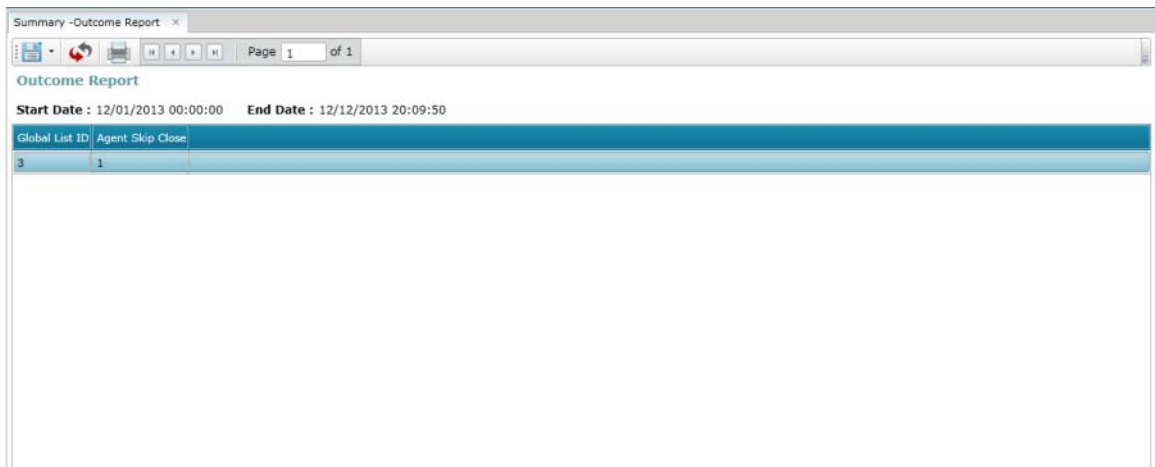 Summary -Outcome Report ×
Page 1 of 1
Outcome Report
Start Date : 12/01/2013 00:00:00 End Date : 12/12/2013 20:09:50
Global List ID Agent Skip Close
3 1